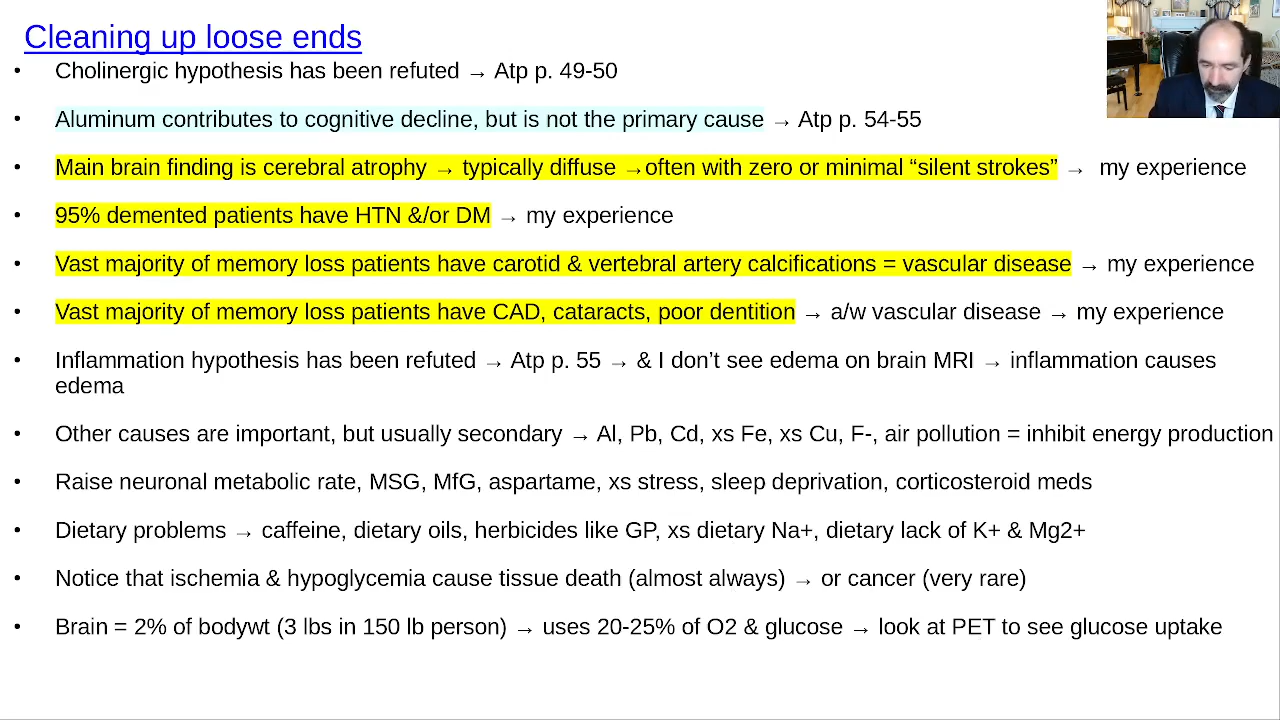 Cleaning up loose ends
• Cholinergic hypothesis has been refuted → Atp p. 49-50
• Aluminum contributes to cognitive decline, but is not the primary cause → Atp p. 54-55
• Main brain finding is cerebral atrophy → typically diffuse →often with zero or minimal “silent strokes” → my experience
• 95% demented patients have HTN &/or DM → my experience
• Vast majority of memory loss patients have carotid & vertebral artery calcifications = vascular disease → my experience
• Vast majority of memory loss patients have CAD, cataracts, poor dentition → a/w vascular disease → my experience
• Inflammation hypothesis has been refuted → Atp p. 55 → & I don’t see edema on brain MRI → inflammation causes
edema
• Other causes are important, but usually secondary → Al, Pb, Cd, xs Fe, xs Cu, F-, air pollution = inhibit energy production
• Raise neuronal metabolic rate, MSG, MfG, aspartame, xs stress, sleep deprivation, corticosteroid meds
• Dietary problems → caffeine, dietary oils, herbicides like GP, xs dietary Na+, dietary lack of K+ & Mg2+
• Notice that ischemia & hypoglycemia cause tissue death (almost always) → or cancer (very rare)
• Brain = 2% of bodywt (3 lbs in 150 lb person) → uses 20-25% of O2 & glucose → look at PET to see glucose uptake